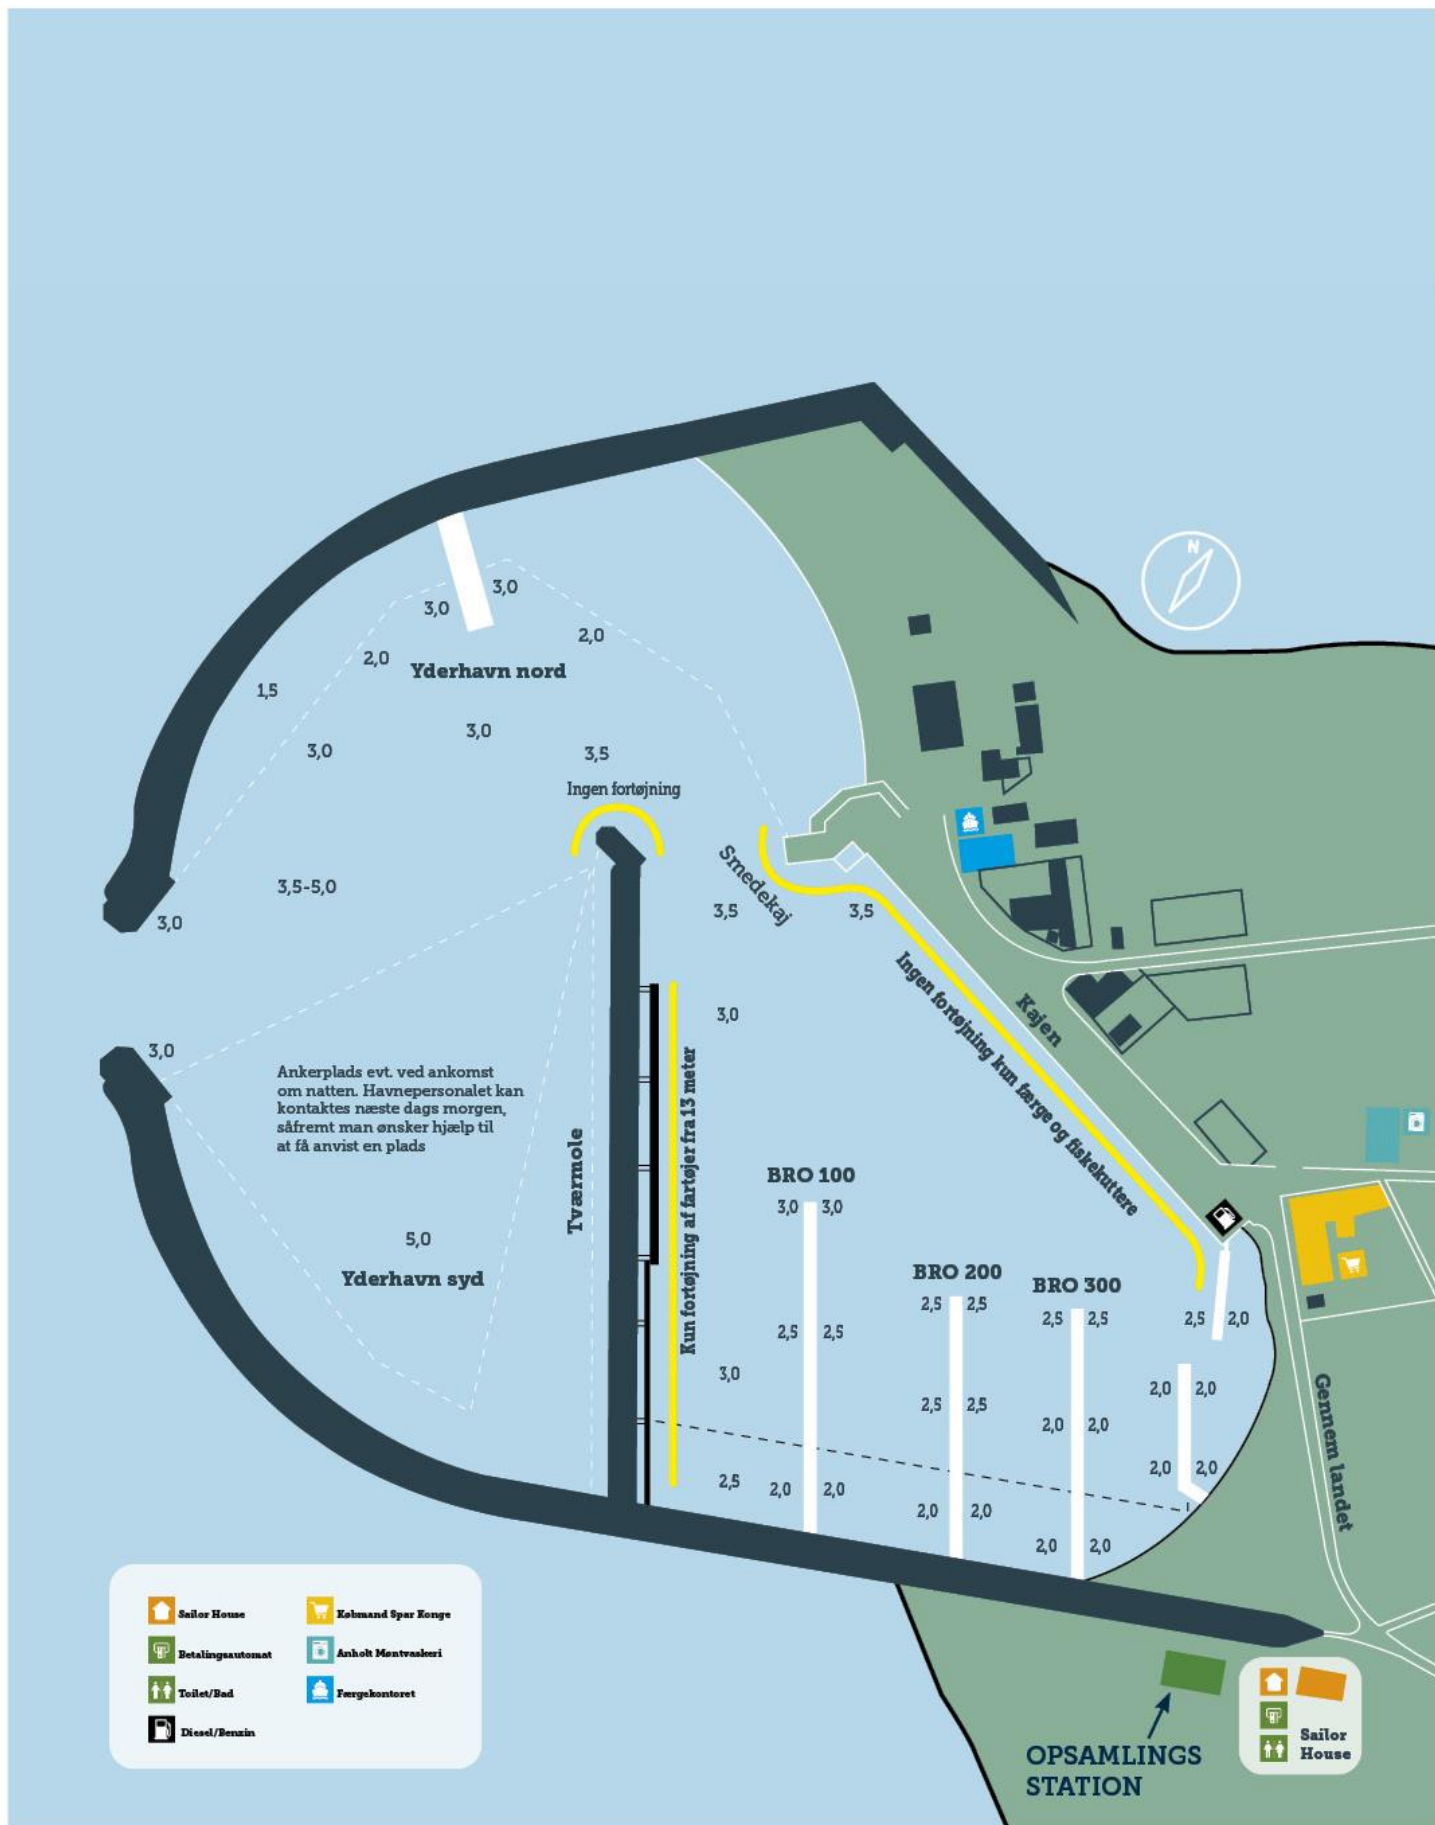 N
3,0
3,0
2,0
2,0
Yderhavn nord
1,5
3,0
3,0
3,5
Ingen fortøjning
Smedekaj
3,5-5,0
3,5
3,5
3,0
Ingen fortøjning kun færge og fiskekuttere
Kajen
3,0
3,0
Ankerplads evt. ved ankomst
om natten. Havnepersonalet kan
kontaktes næste dags morgen,
såfremt man ønsker hjælp til
at få anvist en plads
Tværmole
Kun fortøjning af fartøjer fra 13 meter
BRO 100
3,0
3,0
5,0
Yderhavn syd
BRO 200
BRO 300
2,5
2,5
2,5
2,5
2,5
2,0
2,5
2,5
3,0
2,0
2,0
2,5
2,5
2,0
2,0
Gennem landet
2,0
2,0
2,5
2,0
2,0
2,0
2,0
2,0
2,0
Sailor House
Købmand Spar Konge
Betalingsautomat
Anholt Møntvaskeri
Toilet/Bad
Færgekontoret
Diesel/Benzin
OPSAMLINGS
STATION
Sailor
House